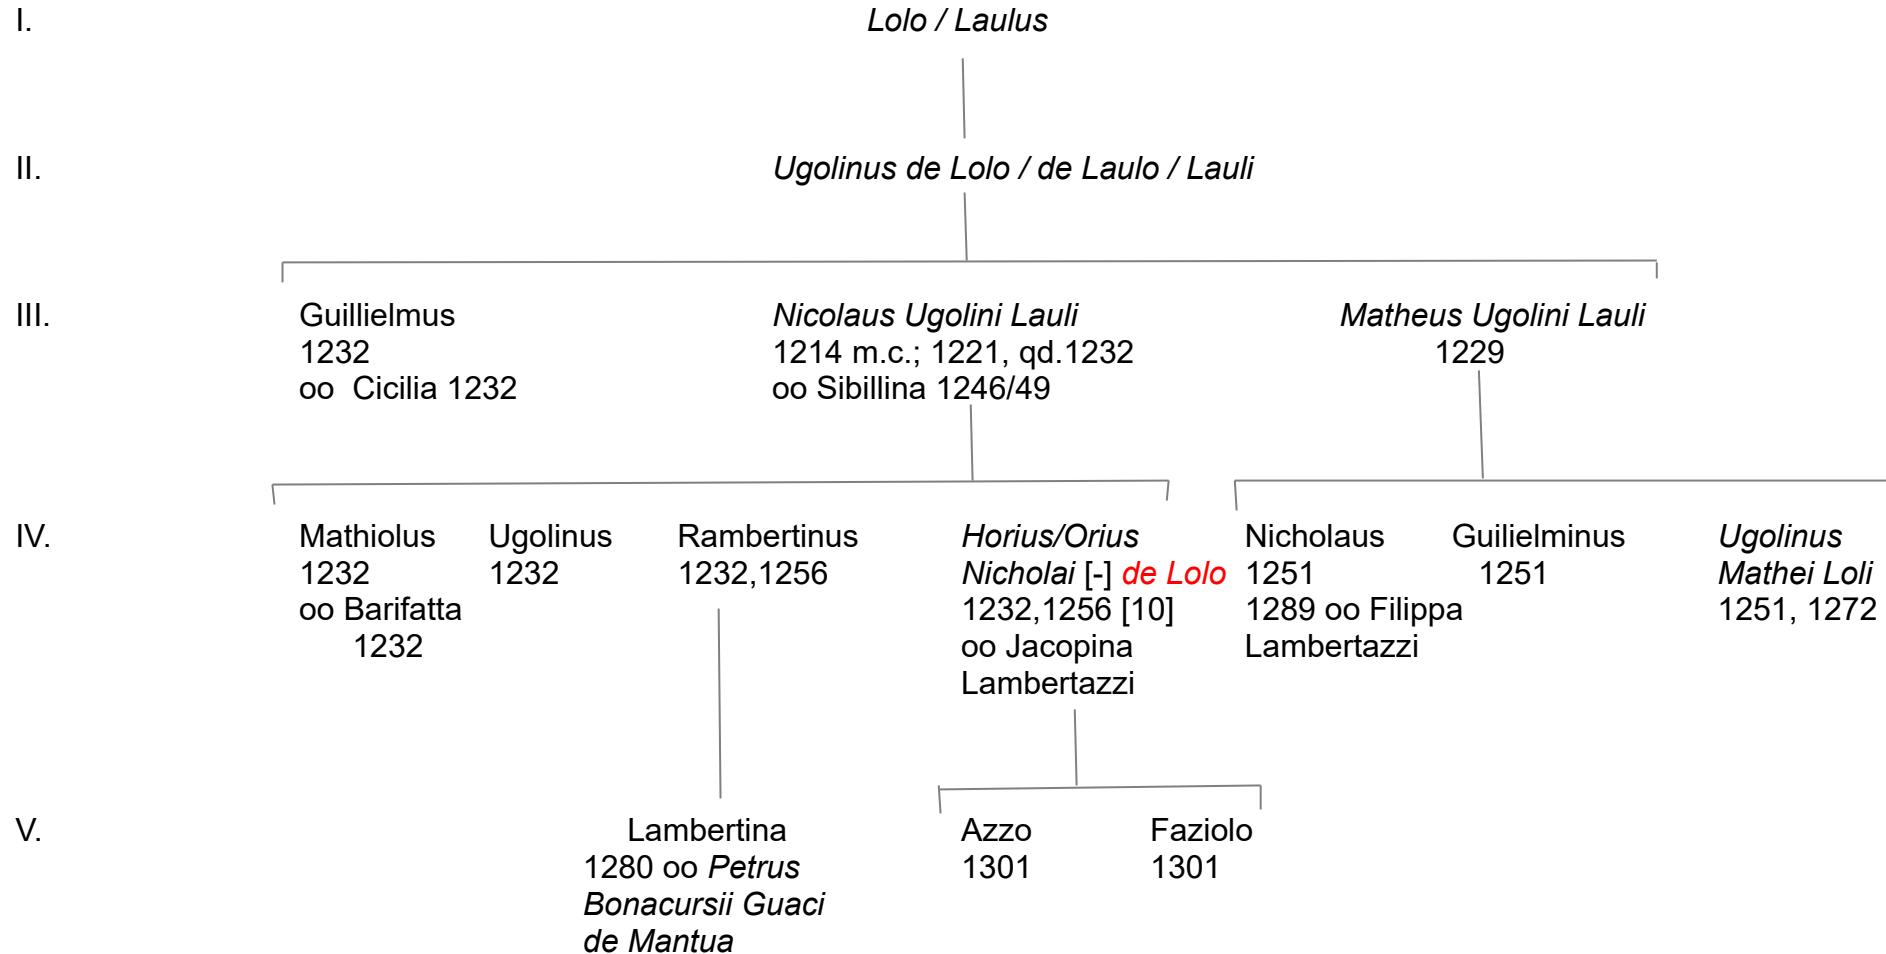 I. Lolo / Laulus
II. Ugolinus de Lolo / de Laulo / Lauli
III. Guillielmus Nicolaus Ugolini Lauli Matheus Ugolini Lauli
1232 1214 m.c.; 1221, qd.1232 1229
oo Cicilia 1232 oo Sibillina 1246/49
IV. Mathiolus Ugolinus Rambertinus Horius/Orius Nicholaus Guilielminus Ugolinus
1232 1232 1232,1256 Nicholai [-] de Lolo 1251 1251 Mathei Loli
oo Barifatta 1232,1256 [10] 1289 oo Filippa 1251, 1272
1232 oo Jacopina Lambertazzi
Lambertazzi
V. Lambertina Azzo Faziolo
1280 oo Petrus 1301 1301
Bonacursii Guaci
de Mantua